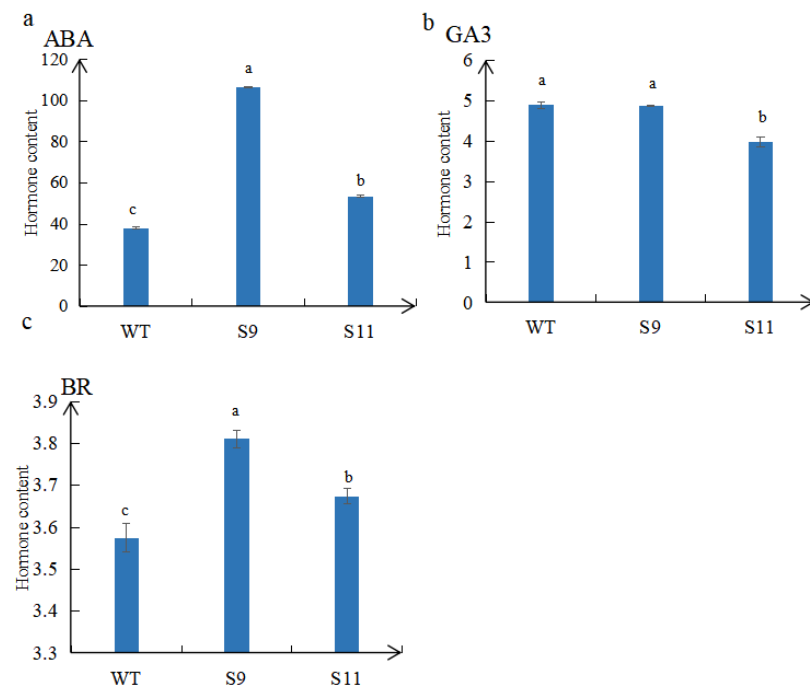 a
ABA
120
100
80
60
40
20
0
Hormone content
c
a
b
WT S9 S11
b
GA3
6
5
4
3
2
1
0
Hormone content
a
a
b
WT S9 S11
c
BR
3.9
3.8
3.7
3.6
3.5
3.4
3.3
Hormone content
c
a
b
WT S9 S11